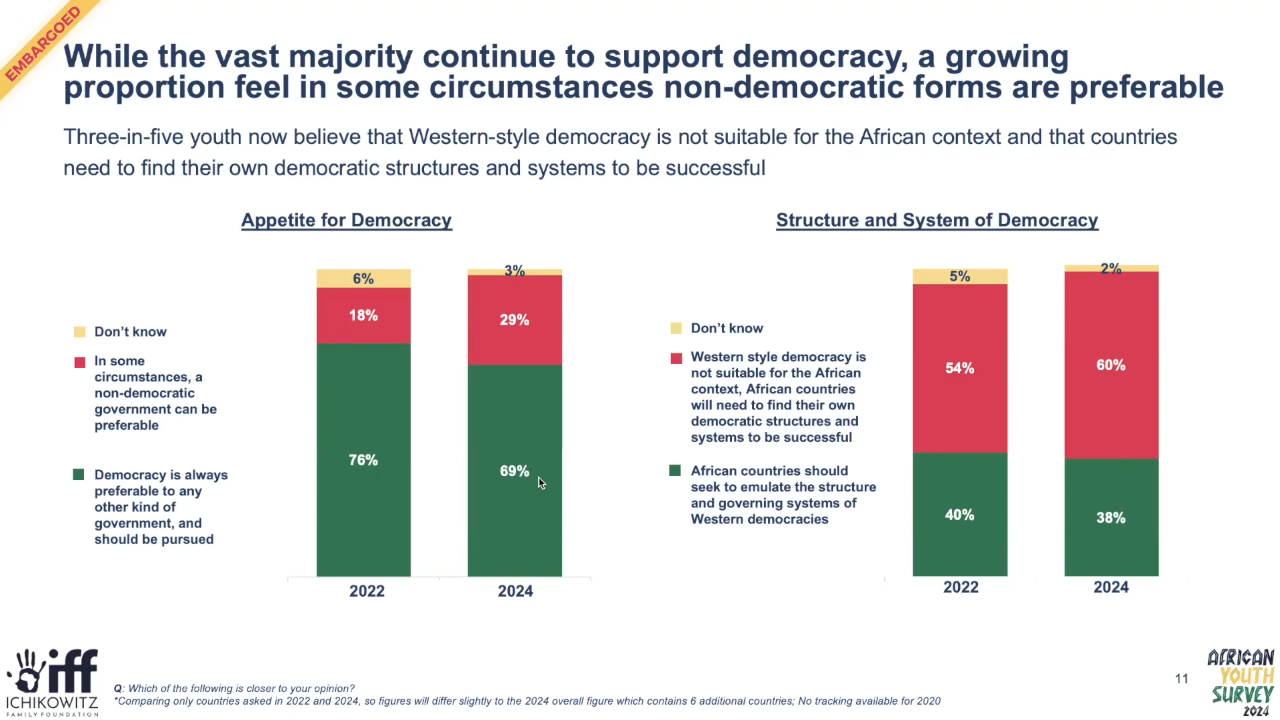 EMBARGOED
While the vast majority continue to support democracy, a growing
proportion feel in some circumstances non-democratic forms are preferable
Three-in-five youth now believe that Western-style democracy is not suitable for the African context and that countries
need to find their own democratic structures and systems to be successful
Appetite for Democracy
6%
3%
18%
29%
76%
69%
Don't know
In some
circumstances, a
non-democratic
government can be
preferable
Democracy is always
preferable to any
other kind of
government, and
should be pursued
2022
2024
Structure and System of Democracy
5%
2%
54%
60%
40%
38%
Don't know
Western style democracy is
not suitable for the African
context, African countries
will need to find their own
democratic structures and
systems to be successful
African countries should
seek to emulate the structure
and governing systems of
Western democracies
2022
2024
iff
ICHIKOWITZ
FAMILY FOUNDATION
Q: Which of the following is closer to your opinion?
*Comparing only countries asked in 2022 and 2024, so figures will differ slightly to the 2024 overall figure which contains 6 additional countries; No tracking available for 2020
11
AFRICAN
YOUTH
SURVEY
2024